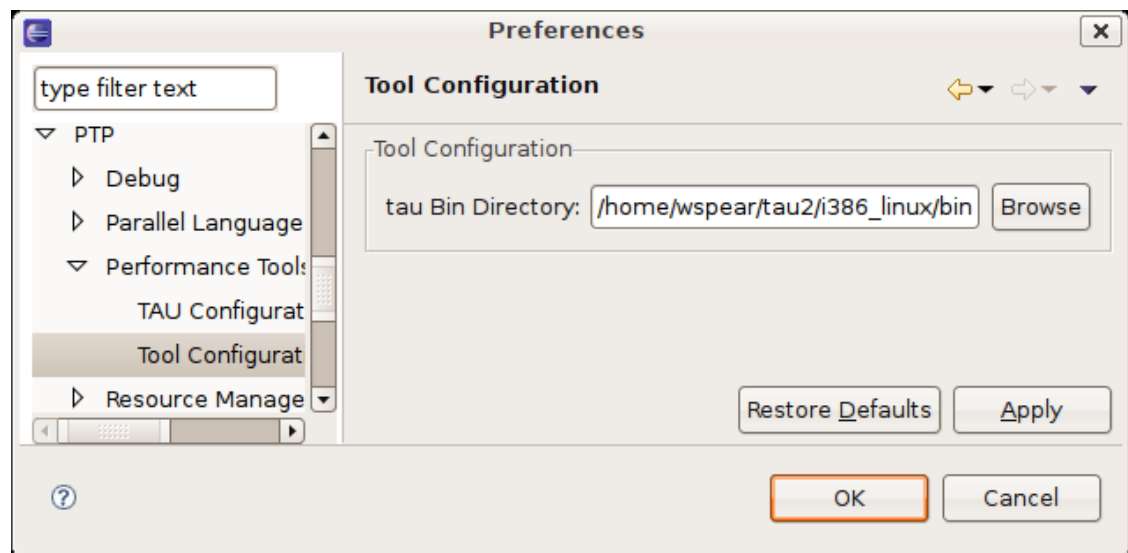 Preferences
type filter text
Tool Configuration
PTP
Debug
Parallel Language
Performance Tools
TAU Configurat
Tool Configurat
Resource Manage
Tool Configuration
tau Bin Directory: /home/wspear/tau2/i386_linux/bin Browse
Restore Defaults Apply
OK Cancel